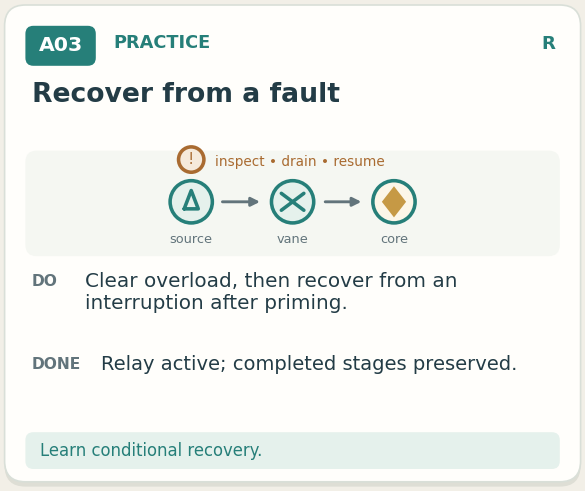 A03 PRACTICE R
Recover from a fault
! inspect • drain • resume
source vane core
DO Clear overload, then recover from an
interruption after priming.
DONE Relay active; completed stages preserved.
Learn conditional recovery.